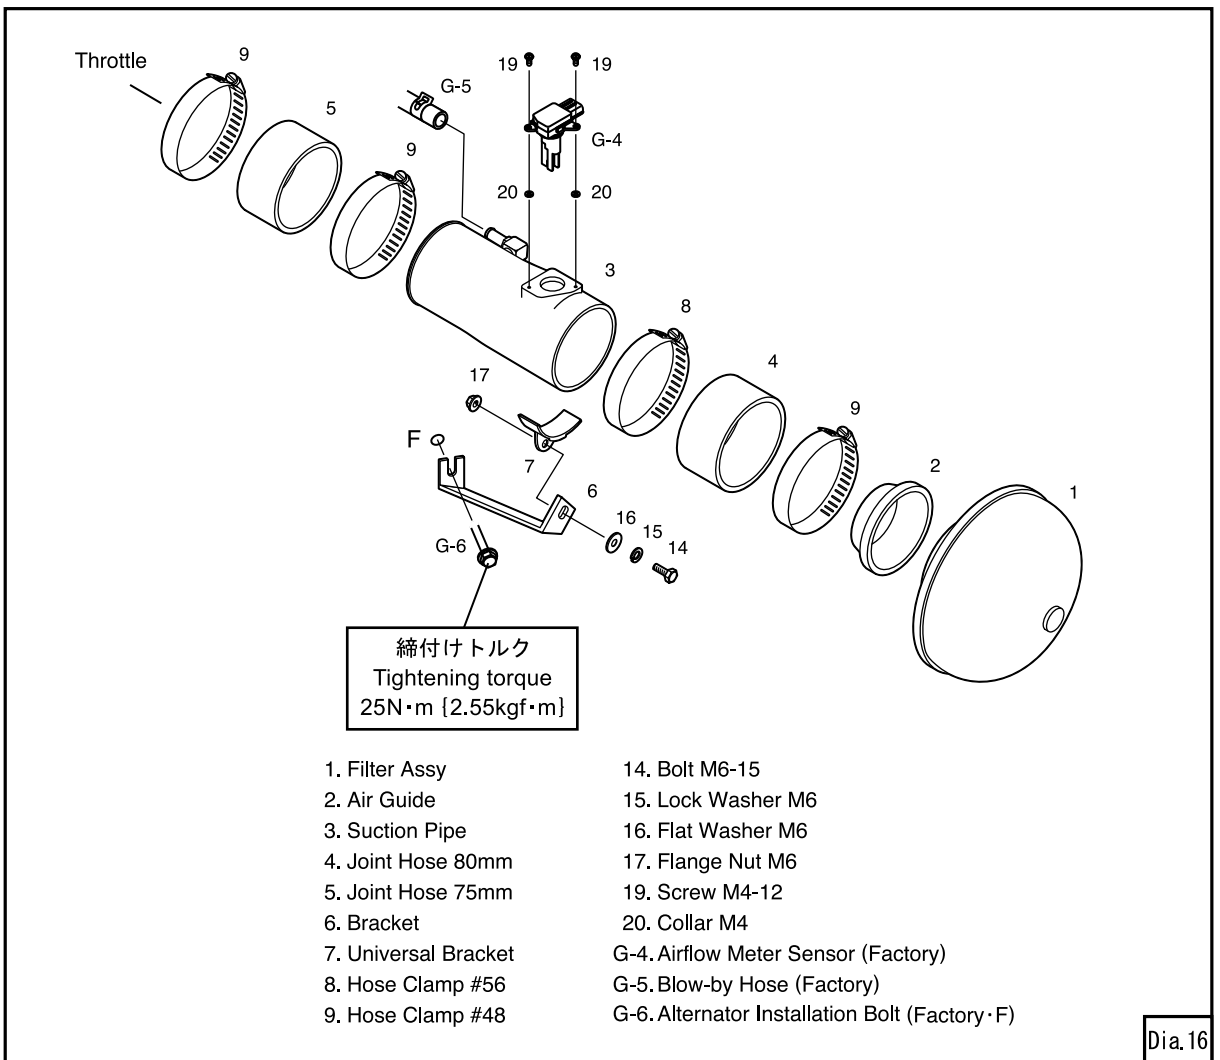 Throttle
9
5
9
G-5
19
19
G-4
20
20
3
8
4
9
2
1
17
F
7
6
16
15
14
G-6
締付けトルク
Tightening torque
25N·m {2.55kgf·m}
1. Filter Assy
2. Air Guide
3. Suction Pipe
4. Joint Hose 80mm
5. Joint Hose 75mm
6. Bracket
7. Universal Bracket
8. Hose Clamp #56
9. Hose Clamp #48
14. Bolt M6-15
15. Lock Washer M6
16. Flat Washer M6
17. Flange Nut M6
19. Screw M4-12
20. Collar M4
G-4. Airflow Meter Sensor (Factory)
G-5. Blow-by Hose (Factory)
G-6. Alternator Installation Bolt (Factory·F)
Dia.16